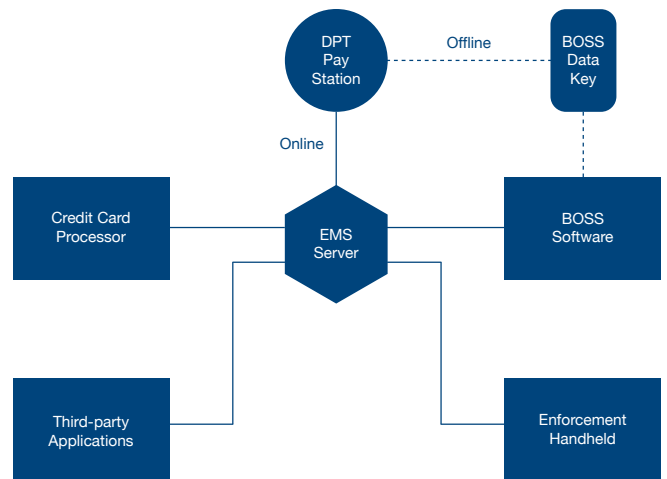 DPT
Pay
Station
Offline
BOSS
Data
Key
Online
Credit Card
Processor
EMS
Server
BOSS
Software
Third-party
Applications
Enforcement
Handheld